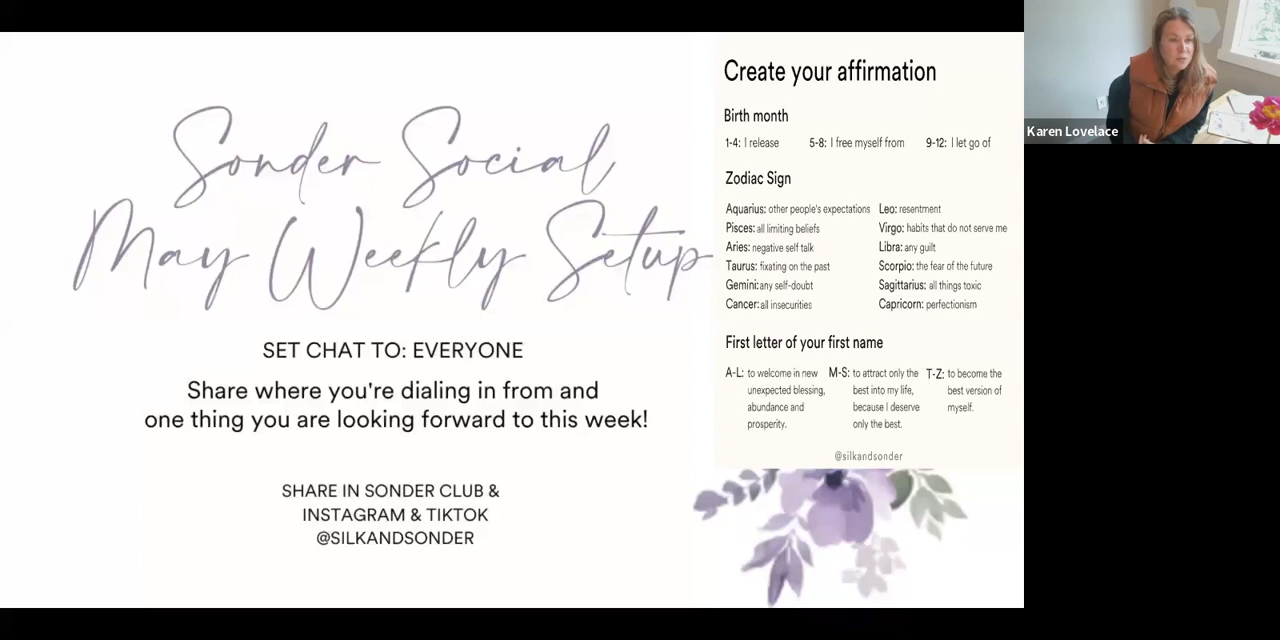 Sonder Social
May Weekly Setup
SET CHAT TO: EVERYONE
Share where you're dialing in from and
one thing you are looking forward to this week!
SHARE IN SONDER CLUB &
INSTAGRAM & TIKTOK
@SILKANDSONDER
Create your affirmation
Birth month
1-4: I release 5-8: I free myself from 9-12: I let go of
Zodiac Sign
Aquarius: other people's expectations
Pisces: all limiting beliefs
Aries: negative self talk
Taurus: fixating on the past
Gemini: any self-doubt
Cancer: all insecurities
Leo: resentment
Virgo: habits that do not serve me
Libra: any guilt
Scorpio: the fear of the future
Sagittarius: all things toxic
Capricorn: perfectionism
First letter of your first name
A-L: to welcome in new
unexpected blessing,
abundance and
prosperity.
M-S: to attract only the
best into my life,
because I deserve
only the best.
T-Z: to become the
best version of
myself.
@silkandsonder
Karen Lovelace